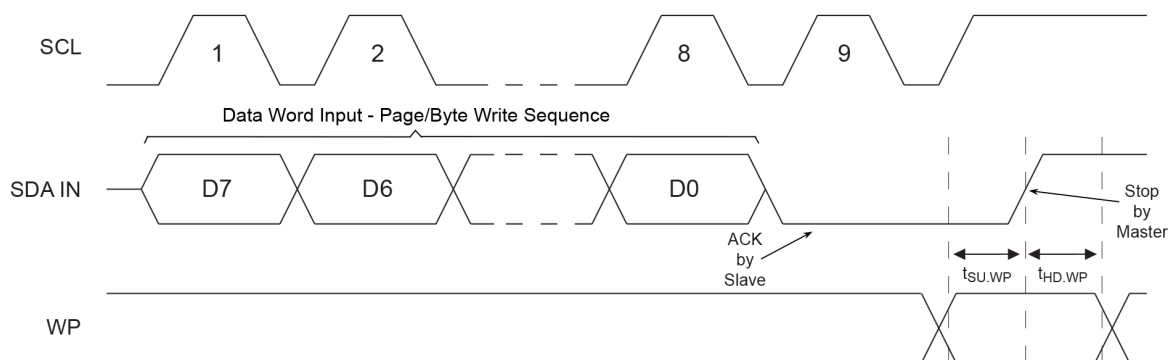 SCL
1
2
8
9
Data Word Input - Page/Byte Write Sequence
SDA IN
D7
D6
D0
Stop
by
Master
ACK
by
Slave
tSU.WP
tHD.WP
WP